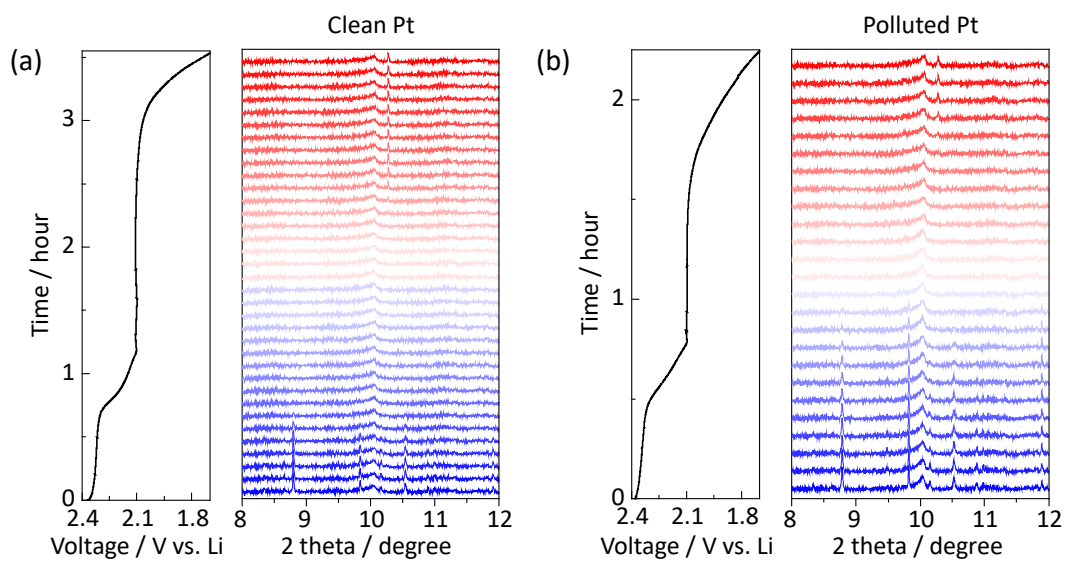 Clean Pt
Polluted Pt
(a)
(b)
Time / hour
3
2
1
0
2.4 2.1 1.8
Voltage / V vs. Li
8 9 10 11 12
2 theta / degree
Time / hour
2
1
0
2.4 2.1 1.8
Voltage / V vs. Li
8 9 10 11 12
2 theta / degree